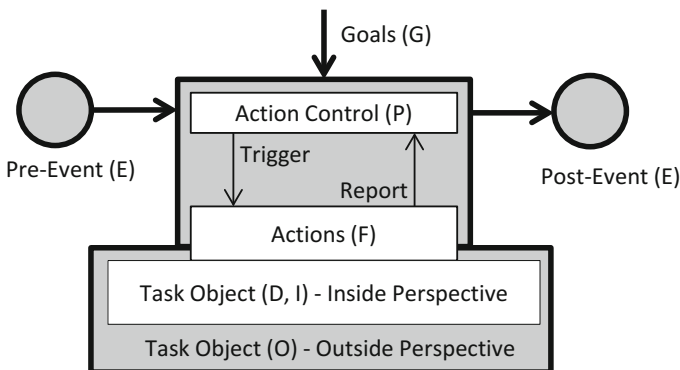 Goals (G)
Action Control (P)
Pre-Event (E)
Trigger
Report
Post-Event (E)
Actions (F)
Task Object (D, I) - Inside Perspective
Task Object (O) - Outside Perspective